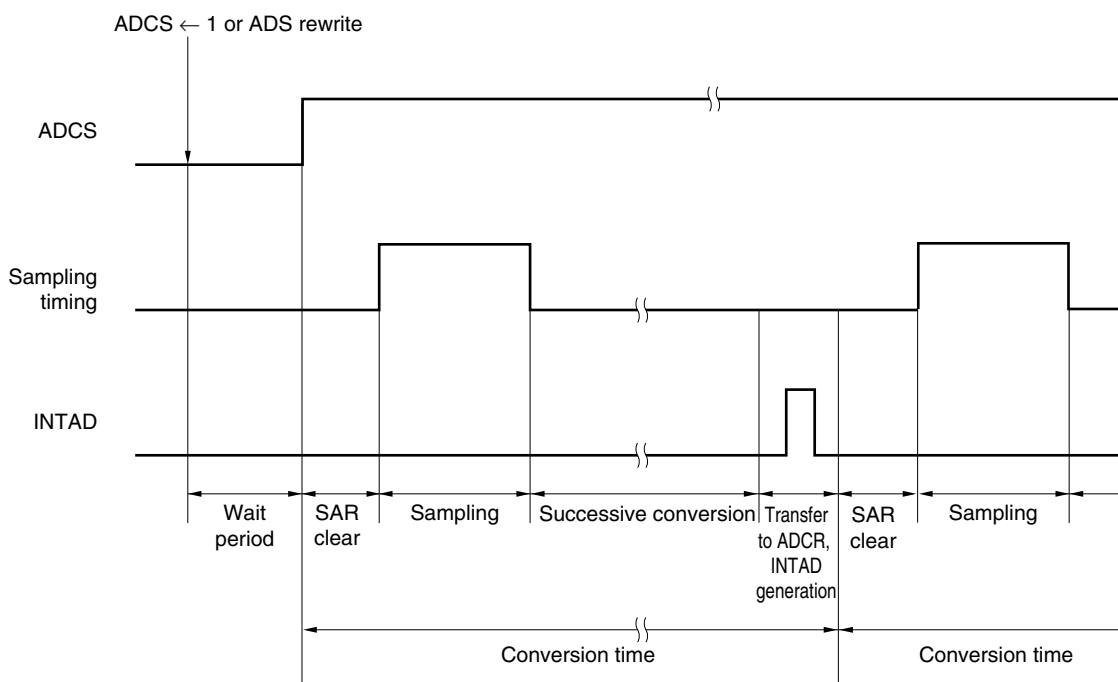 ADCS ← 1 or ADS rewrite
ADCS
Sampling
timing
INTAD
Wait
period
SAR
clear
Sampling
Successive conversion
Transfer
to ADCR,
INTAD
generation
SAR
clear
Sampling
Conversion time
Conversion time